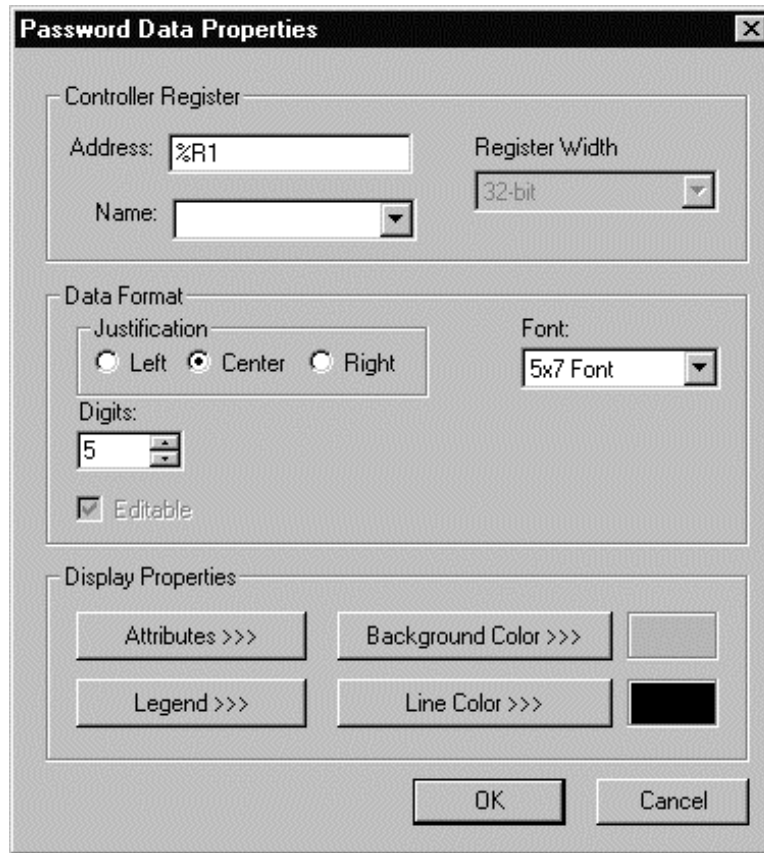 Password Data Properties
Controller Register
Address: %R1
Register Width
32-bit
Name:
Data Format
Justification
Left Center Right
Font:
5x7 Font
Digits:
5
Editable
Display Properties
Attributes >>> Background Color >>>
Legend >>> Line Color >>>
OK Cancel